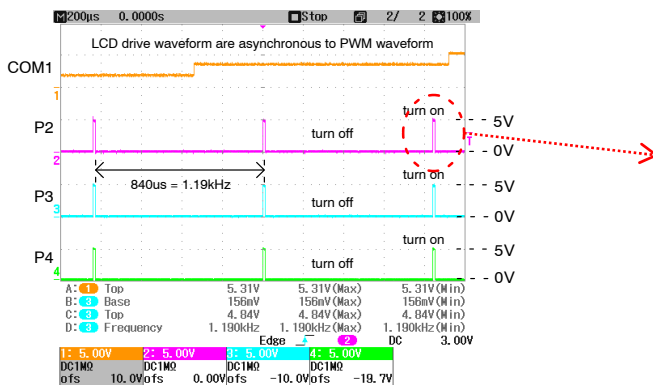 M 200µs 0.0000s Stop 2/ 2 100%
LCD drive waveform are asynchronous to PWM waveform
COM1
1
turn on
P2 turn off 5V
T
2 0V
840us = 1.19kHz
turn on
P3 5V
3 turn off 0V
turn on
P4 5V
4 turn off 0V
A: 1 Top 5.31V 5.31V(Max) 5.31V(Min)
B: 3 Base 156mV 156mV(Max) 156mV(Min)
C: 3 Top 4.84V 4.84V(Max) 4.84V(Min)
D: 3 Frequency 1.190kHz 1.190kHz(Max) 1.190kHz(Min)
Edge 2 DC 3.00V
1: 5.00V 2: 5.00V 3: 5.00V 4: 5.00V
DC1MΩ DC1MΩ DC1MΩ DC1MΩ
ofs 10.0V ofs 0.00V ofs -10.0V ofs -19.7V